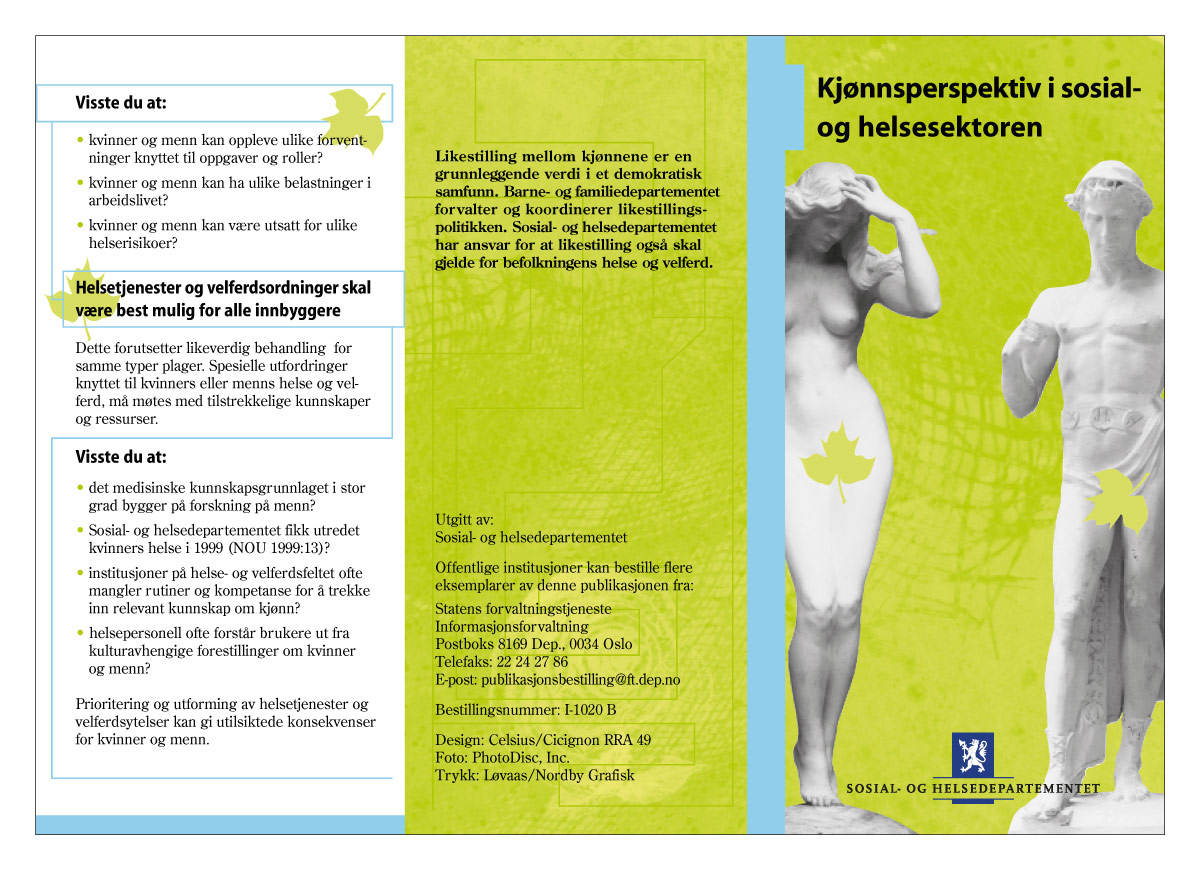 Visste du at:
• kvinner og menn kan oppleve ulike forvent-
ninger knyttet til oppgaver og roller?
• kvinner og menn kan ha ulike belastninger i
arbeidslivet?
• kvinner og menn kan være utsatt for ulike
helserisikoer?
Helsetjenester og velferdsordninger skal
være best mulig for alle innbyggere
Dette forutsetter likeverdig behandling for
samme typer plager. Spesielle utfordringer
knyttet til kvinners eller menns helse og vel-
ferd, må møtes med tilstrekkelige kunnskaper
og ressurser.
Visste du at:
• det medisinske kunnskapsgrunnlaget i stor
grad bygger på forskning på menn?
• Sosial- og helsedepartementet fikk utredet
kvinners helse i 1999 (NOU 1999:13)?
• institusjoner på helse- og velferdsfeltet ofte
mangler rutiner og kompetanse for å trekke
inn relevant kunnskap om kjønn?
• helsepersonell ofte forstår brukere ut fra
kulturavhengige forestillinger om kvinner
og menn?
Prioritering og utforming av helsetjenester og
velferdsytelser kan gi utilsiktede konsekvenser
for kvinner og menn.
Likestilling mellom kjønnene er en
grunnleggende verdi i et demokratisk
samfunn. Barne- og familiedepartementet
forvalter og koordinerer likestillings-
politikken. Sosial- og helsedepartementet
har ansvar for at likestilling også skal
gjelde for befolkningens helse og velferd.
Utgitt av:
Sosial- og helsedepartementet
Offentlige institusjoner kan bestille flere
eksemplarer av denne publikasjonen fra:
Statens forvaltningstjeneste
Informasjonsforvaltning
Postboks 8169 Dep., 0034 Oslo
Telefaks: 22 24 27 86
E-post: publikasjonsbestilling@ft.dep.no
Bestillingsnummer: I-1020 B
Design: Celsius/Cicignon RRA 49
Foto: PhotoDisc, Inc.
Trykk: Løvaas/Nordby Grafisk
Kjønnsperspektiv i sosial-
og helsesektoren
SOSIAL- OG HELSEDEPARTEMENTET